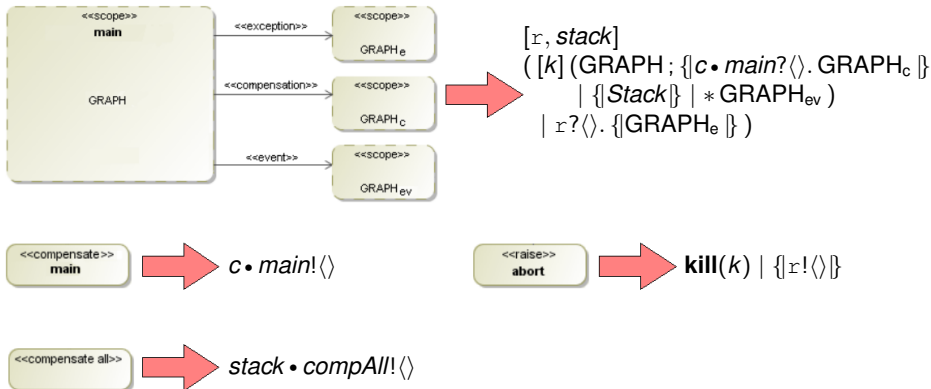 <<scope>>
main
GRAPH
<<exception>>
<<scope>>
GRAPHe
<<compensation>>
<<scope>>
GRAPHc
<<event>>
<<scope>>
GRAPHev
[r, stack]
( [k] (GRAPH ; {|c • main?⟨⟩. GRAPHc |}
| {|Stack|} | ∗ GRAPHev )
| r?⟨⟩. {|GRAPHe |} )
<<compensate>>
main
c • main!⟨⟩
<<raise>>
abort
kill(k) | {|r!⟨⟩|}
<<compensate all>>
stack • compAll!⟨⟩